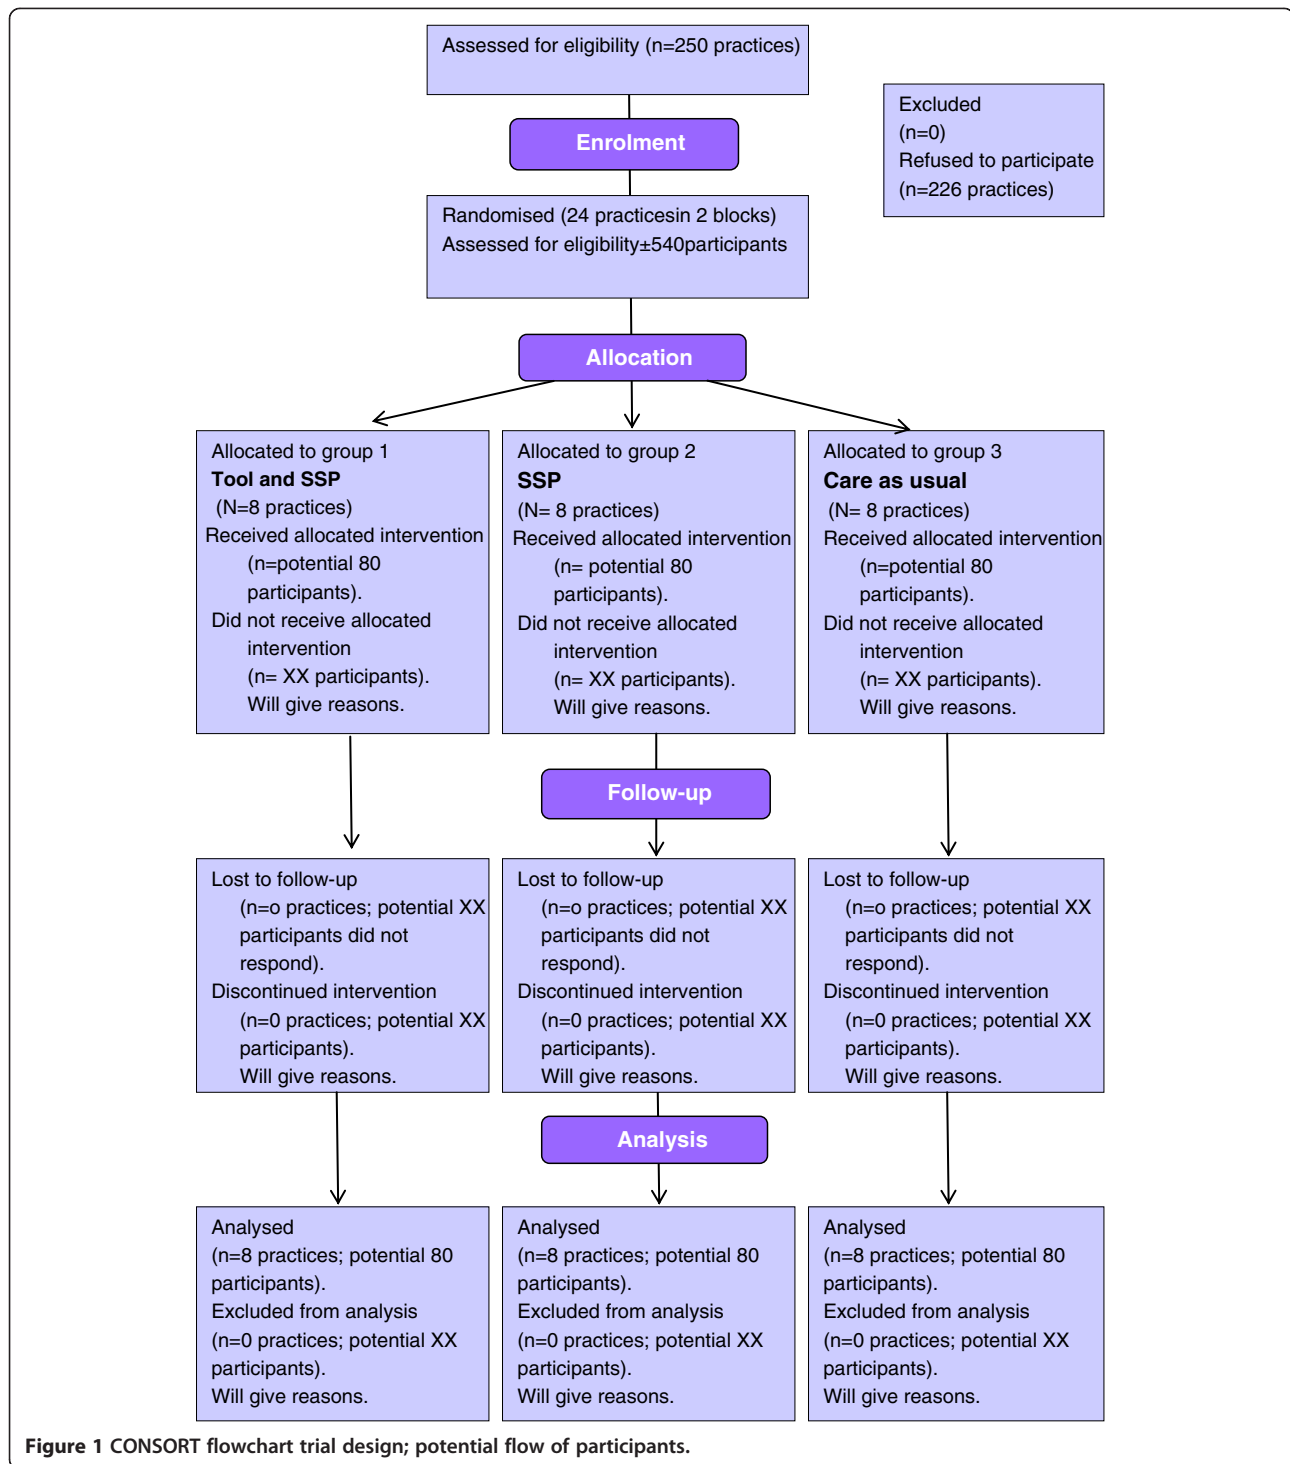 Assessed for eligibility (n=250 practices)
Excluded
(n=0)
Refused to participate
(n=226 practices)
Enrolment
Randomised (24 practicesin 2 blocks)
Assessed for eligibility±540participants
Allocation
Allocated to group 1
Tool and SSP
(N=8 practices)
Received allocated intervention
(n=potential 80
participants).
Did not receive allocated
intervention
(n= XX participants).
Will give reasons.
Allocated to group 2
SSP
(N= 8 practices)
Received allocated intervention
(n= potential 80
participants).
Did not receive allocated
intervention
(n= XX participants).
Will give reasons.
Allocated to group 3
Care as usual
(N= 8 practices)
Received allocated intervention
(n=potential 80
participants).
Did not receive allocated
intervention
(n= XX participants).
Will give reasons.
Follow-up
Lost to follow-up
(n=o practices; potential XX
participants did not
respond).
Discontinued intervention
(n=0 practices; potential XX
participants).
Will give reasons.
Lost to follow-up
(n=o practices; potential XX
participants did not
respond).
Discontinued intervention
(n=0 practices; potential XX
participants).
Will give reasons.
Lost to follow-up
(n=o practices; potential XX
participants did not
respond).
Discontinued intervention
(n=0 practices; potential XX
participants).
Will give reasons.
Analysis
Analysed
(n=8 practices; potential 80
participants).
Excluded from analysis
(n=0 practices; potential XX
participants).
Will give reasons.
Analysed
(n=8 practices; potential 80
participants).
Excluded from analysis
(n=0 practices; potential XX
participants).
Will give reasons.
Analysed
(n=8 practices; potential 80
participants).
Excluded from analysis
(n=0 practices; potential XX
participants).
Will give reasons.
Figure 1 CONSORT flowchart trial design; potential flow of participants.